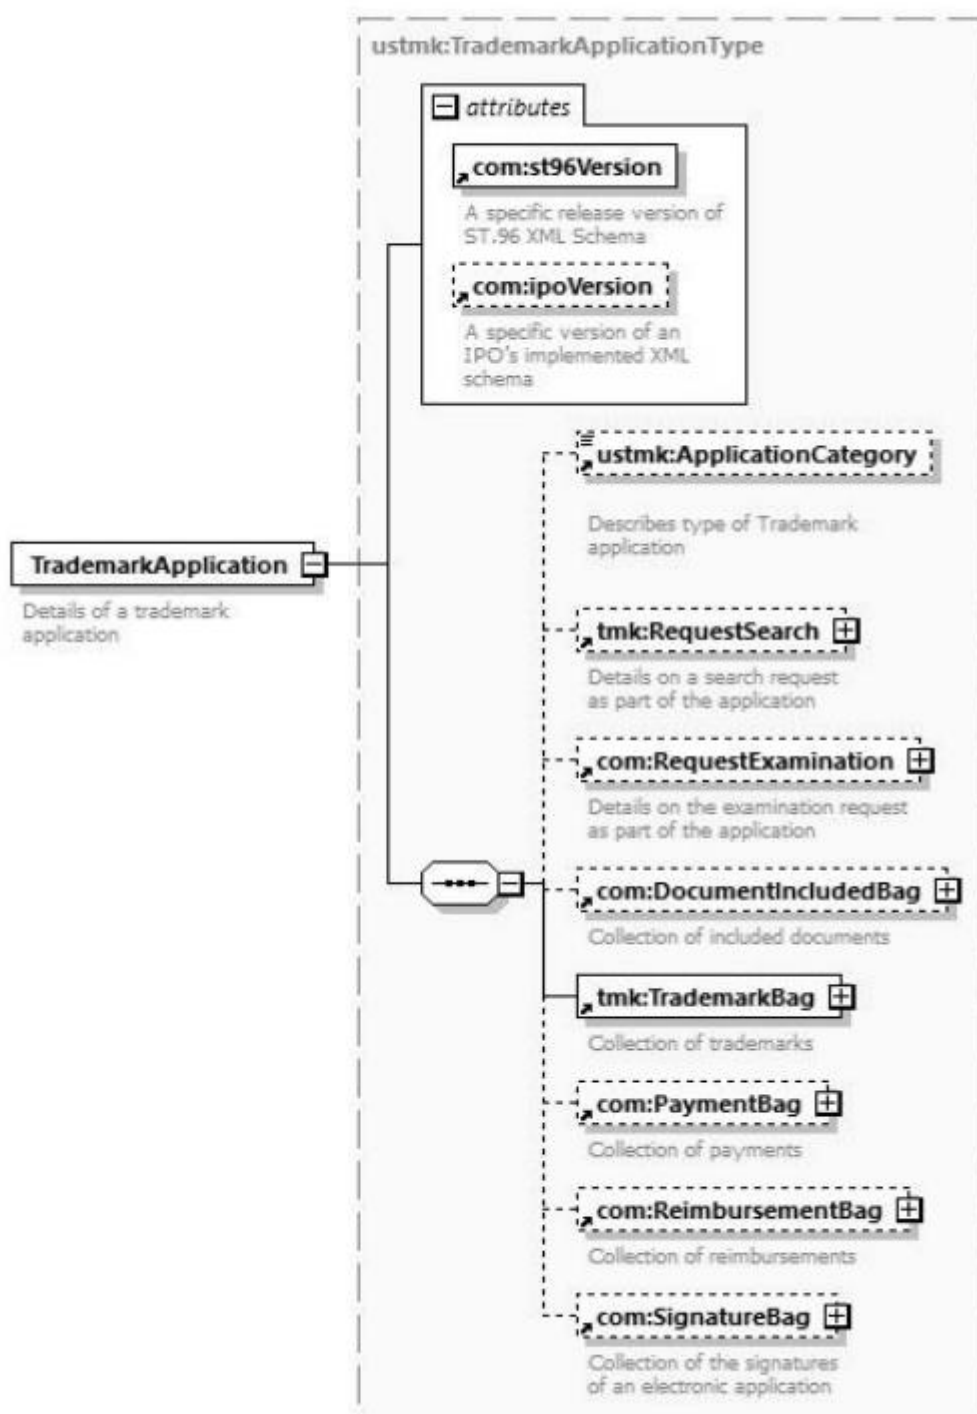 ustmk:TrademarkApplicationType
attributes
com:st96Version
A specific release version of
ST.96 XML Schema
com:ipoVersion
A specific version of an
IPO's implemented XML
schema
ustmk:ApplicationCategory
Describes type of Trademark
application
TrademarkApplication
Details of a trademark
application
tmk:RequestSearch
Details on a search request
as part of the application
com:RequestExamination
Details on the examination request
as part of the application
com:DocumentIncludedBag
Collection of included documents
tmk:TrademarkBag
Collection of trademarks
com:PaymentBag
Collection of payments
com:ReimbursementBag
Collection of reimbursements
com:SignatureBag
Collection of the signatures
of an electronic application